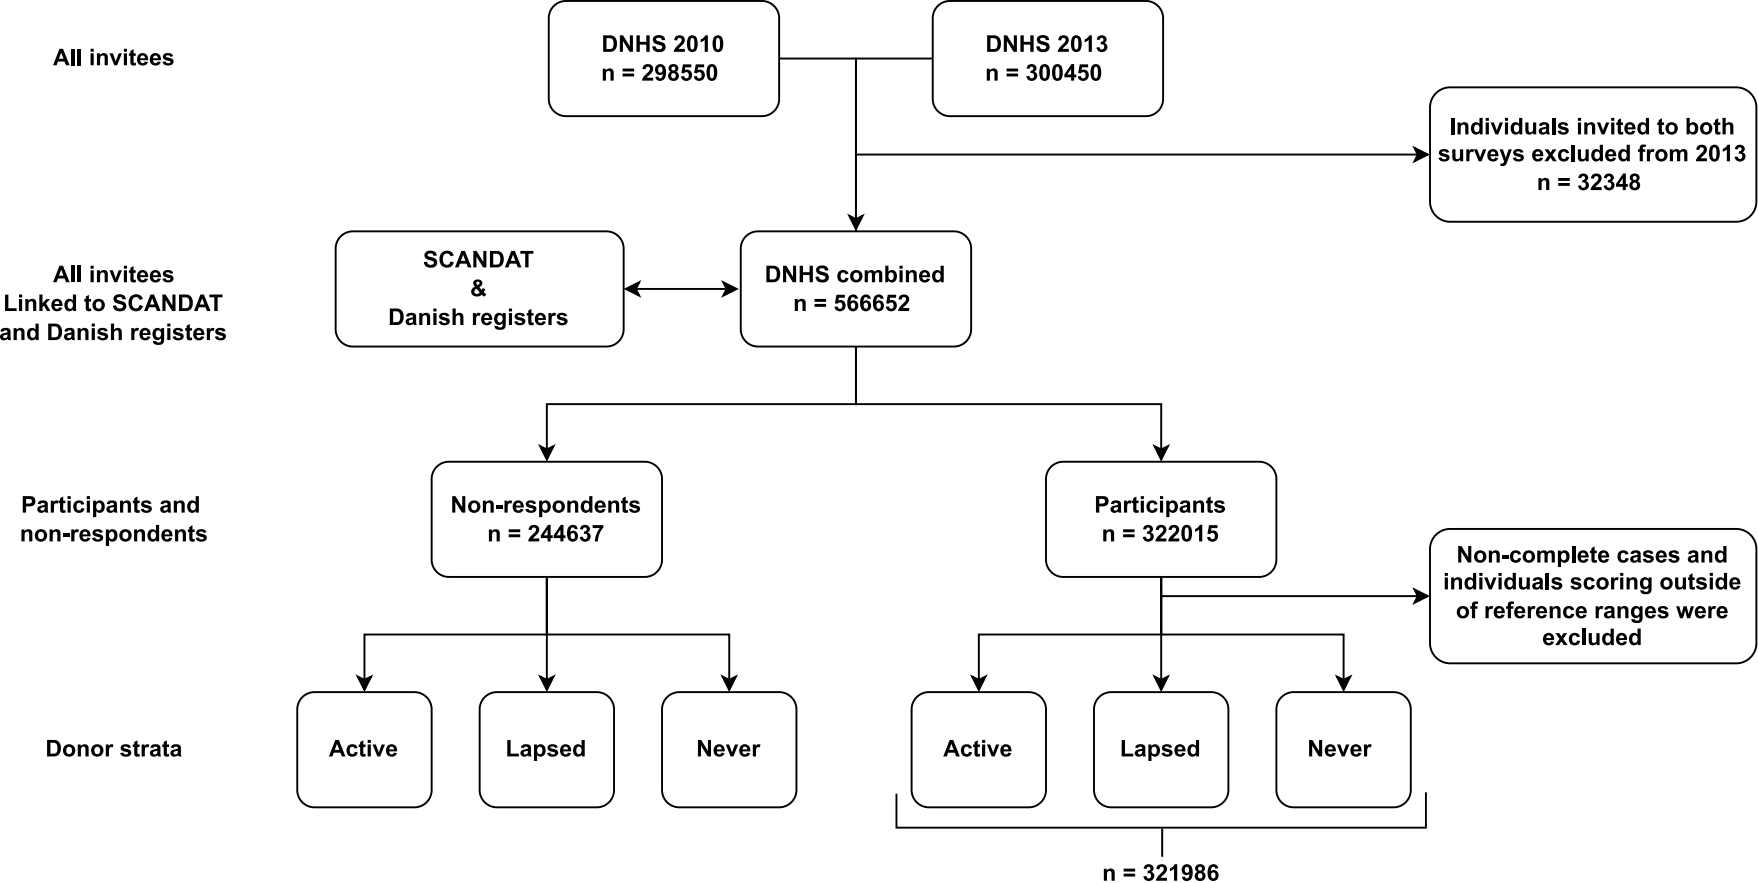 All invitees
DNHS 2010
n = 298550
DNHS 2013
n = 300450
Individuals invited to both
surveys excluded from 2013
n = 32348
All invitees
Linked to SCANDAT
and Danish registers
SCANDAT
&
Danish registers
DNHS combined
n = 566652
Participants and
non-respondents
Non-respondents
n = 244637
Participants
n = 322015
Non-complete cases and
individuals scoring outside
of reference ranges were
excluded
Donor strata
Active
Lapsed
Never
Active
Lapsed
Never
n = 321986